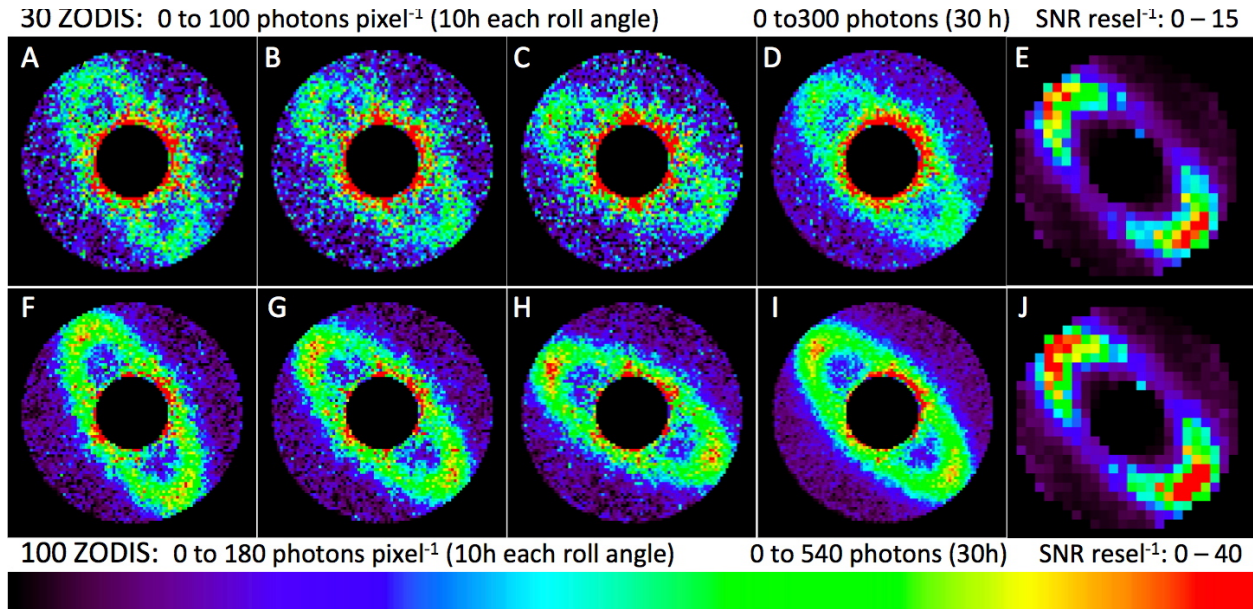 30 ZODIS: 0 to 100 photons pixel⁻¹ (10h each roll angle) 0 to300 photons (30 h) SNR resel⁻¹: 0 – 15
A B C D E
F G H I J
100 ZODIS: 0 to 180 photons pixel⁻¹ (10h each roll angle) 0 to 540 photons (30h) SNR resel⁻¹: 0 – 40